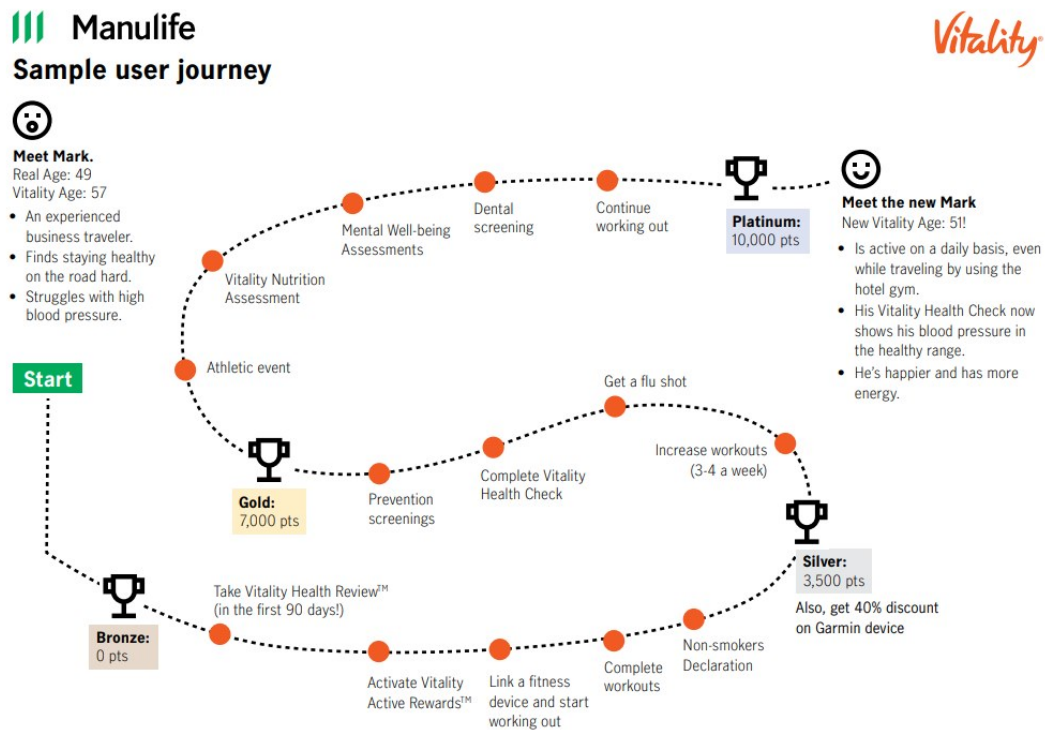 Manulife
Vitality
Sample user journey
Meet Mark.
Real Age: 49
Vitality Age: 57
• An experienced
business traveler.
• Finds staying healthy
on the road hard.
• Struggles with high
blood pressure.
Start
Bronze:
0 pts
Take Vitality Health Review™
(in the first 90 days!)
Activate Vitality
Active Rewards™
Link a fitness
device and start
working out
Complete
workouts
Non-smokers
Declaration
Silver:
3,500 pts
Also, get 40% discount
on Garmin device
Increase workouts
(3-4 a week)
Get a flu shot
Complete Vitality
Health Check
Prevention
screenings
Gold:
7,000 pts
Athletic event
Vitality Nutrition
Assessment
Mental Well-being
Assessments
Dental
screening
Continue
working out
Platinum:
10,000 pts
Meet the new Mark
New Vitality Age: 51!
• Is active on a daily basis, even
while traveling by using the
hotel gym.
• His Vitality Health Check now
shows his blood pressure in
the healthy range.
• He's happier and has more
energy.